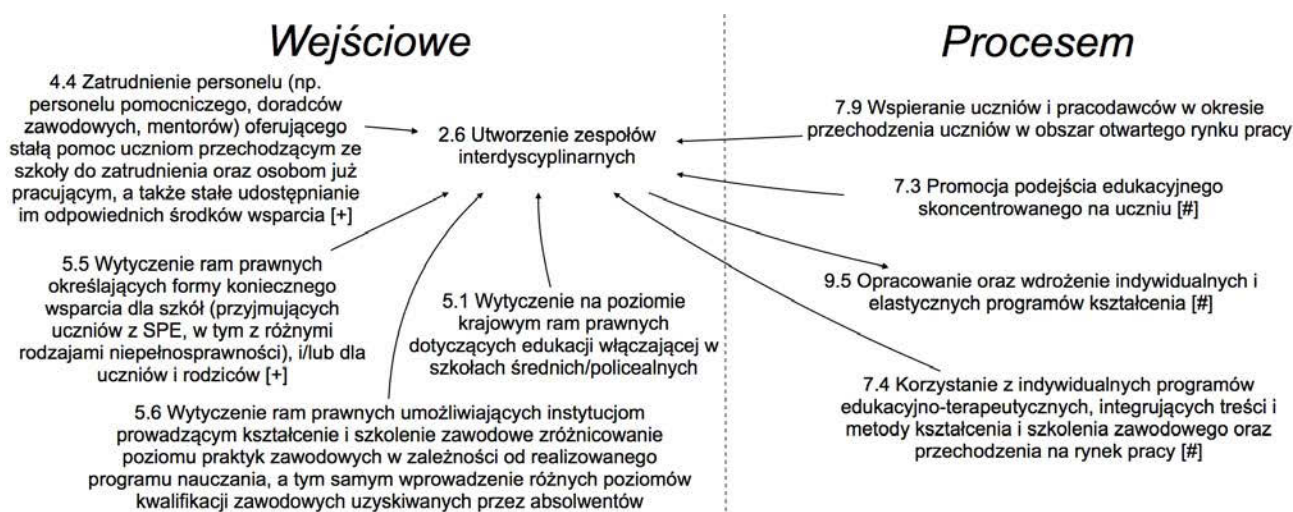 Wejściowe
4.4 Zatrudnienie personelu (np.
personelu pomocniczego, doradców
zawodowych, mentorów) oferującego
stałą pomoc uczniom przechodzącym ze
szkoły do zatrudnienia oraz osobom już
pracującym, a także stałe udostępnianie
im odpowiednich środków wsparcia [+]
2.6 Utworzenie zespołów
interdyscyplinarnych
5.5 Wytyczenie ram prawnych
określających formy koniecznego
wsparcia dla szkół (przyjmujących
uczniów z SPE, w tym z różnymi
rodzajami niepełnosprawności), i/lub dla
uczniów i rodziców [+]
5.1 Wytyczenie na poziomie
krajowym ram prawnych
dotyczących edukacji włączającej w
szkołach średnich/policealnych
5.6 Wytyczenie ram prawnych umożliwiających instytucjom
prowadzącym kształcenie i szkolenie zawodowe zróżnicowanie
poziomu praktyk zawodowych w zależności od realizowanego
programu nauczania, a tym samym wprowadzenie różnych poziomów
kwalifikacji zawodowych uzyskiwanych przez absolwentów
Procesem
7.9 Wspieranie uczniów i pracodawców w okresie
przechodzenia uczniów w obszar otwartego rynku pracy
7.3 Promocja podejścia edukacyjnego
skoncentrowanego na uczniu [#]
9.5 Opracowanie oraz wdrożenie indywidualnych i
elastycznych programów kształcenia [#]
7.4 Korzystanie z indywidualnych programów
edukacyjno-terapeutycznych, integrujących treści i
metody kształcenia i szkolenia zawodowego oraz
przechodzenia na rynek pracy [#]